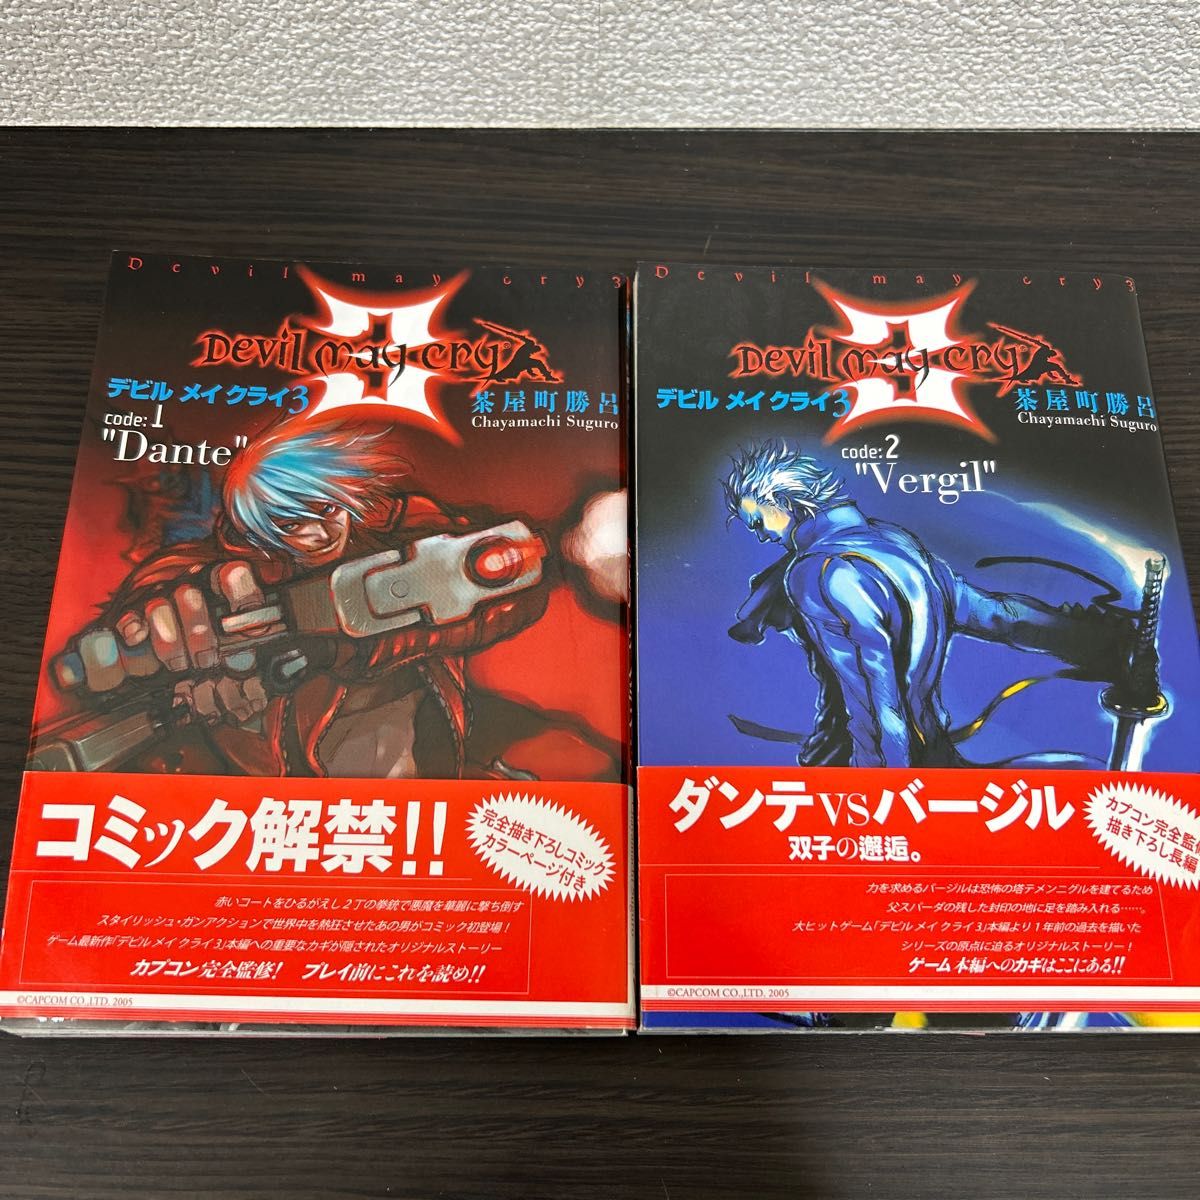 Devil may cry 3
3
Devil may cry
デビル メイ クライ3
茶屋町勝呂
Chayamachi Suguro
code: 1
"Dante"
コミック解禁!!
完全描き下ろしコミック
カラーページ付き
赤いコートをひるがえし2丁の拳銃で悪魔を華麗に撃ち倒す
スタイリッシュ・ガンアクションで世界中を熱狂させたあの男がコミック初登場!
ゲーム最新作「デビル メイ クライ3」本編への重要なカギが隠されたオリジナルストーリー
カプコン完全監修! プレイ前にこれを読め!!
©CAPCOM CO.,LTD. 2005
Devil may cry 3
3
Devil may cry
デビル メイ クライ3
茶屋町勝呂
Chayamachi Suguro
code: 2
"Vergil"
ダンテVSバージル
双子の邂逅。
カプコン完全監修
描き下ろし長編
力を求めるバージルは恐怖の塔テメンニグルを建てるため
父スパーダの残した封印の地に足を踏み入れる……。
大ヒットゲーム「デビル メイ クライ3」本編より1年前の過去を描いた
シリーズの原点に迫るオリジナルストーリー!
ゲーム本編へのカギはここにある!!
©CAPCOM CO.,LTD. 2005